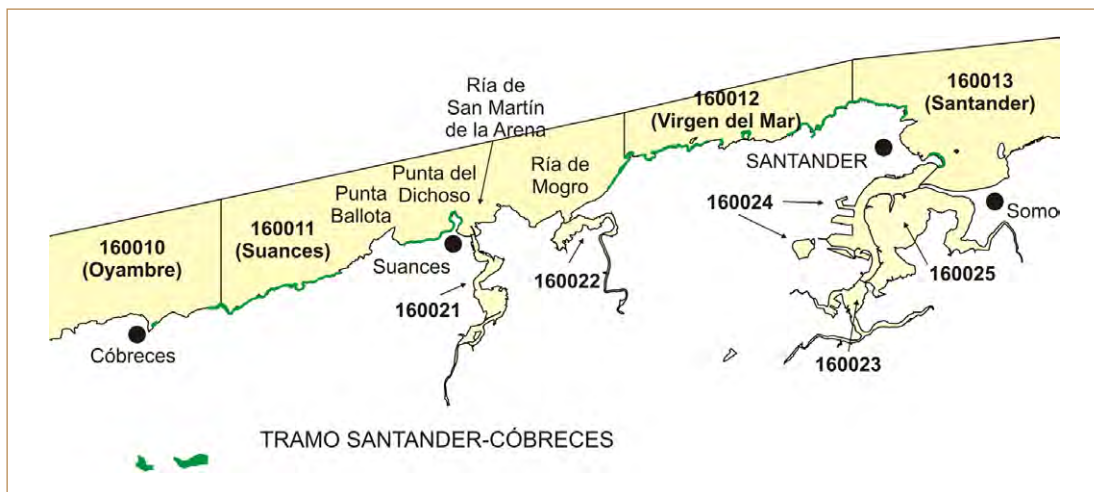 160013
(Santander)
160012
(Virgen del Mar)
Ría de
San Martín
de la Arena
SANTANDER
Ría de
Mogro
Punta del
Dichoso
Punta
Ballota
160024
Somo
160010
(Oyambre)
160011
(Suances)
Suances
160022
160025
160021
Cóbreces
160023
TRAMO SANTANDER-CÓBRECES